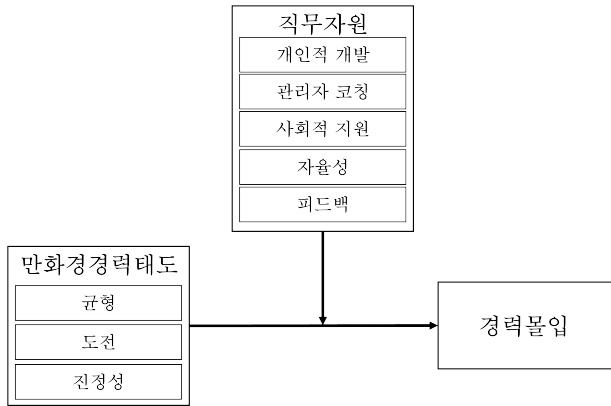 직무자원
개인적 개발
관리자 코칭
사회적 지원
자율성
피드백
만화경경력태도
균형
도전
진정성
경력몰입